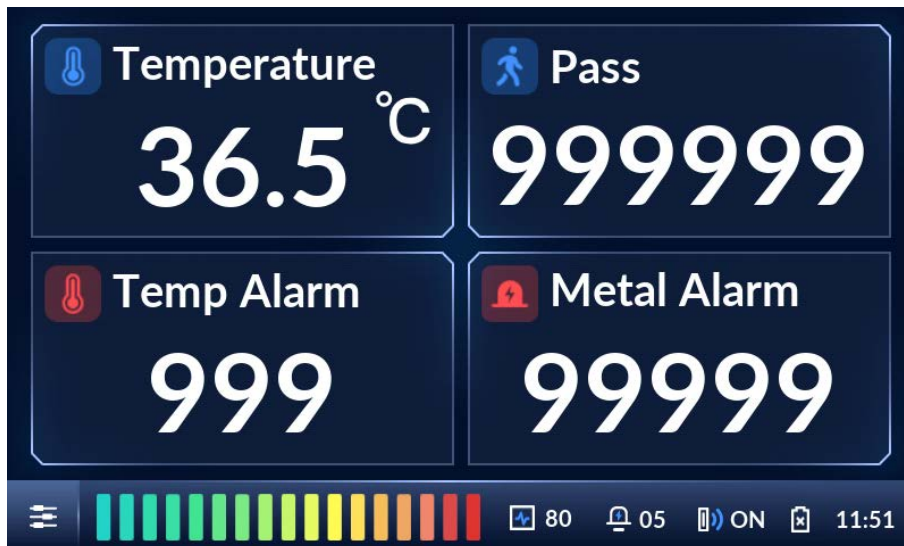 Temperature
36.5 ℃
Pass
999999
Temp Alarm
999
Metal Alarm
99999
80
05
ON
11:51